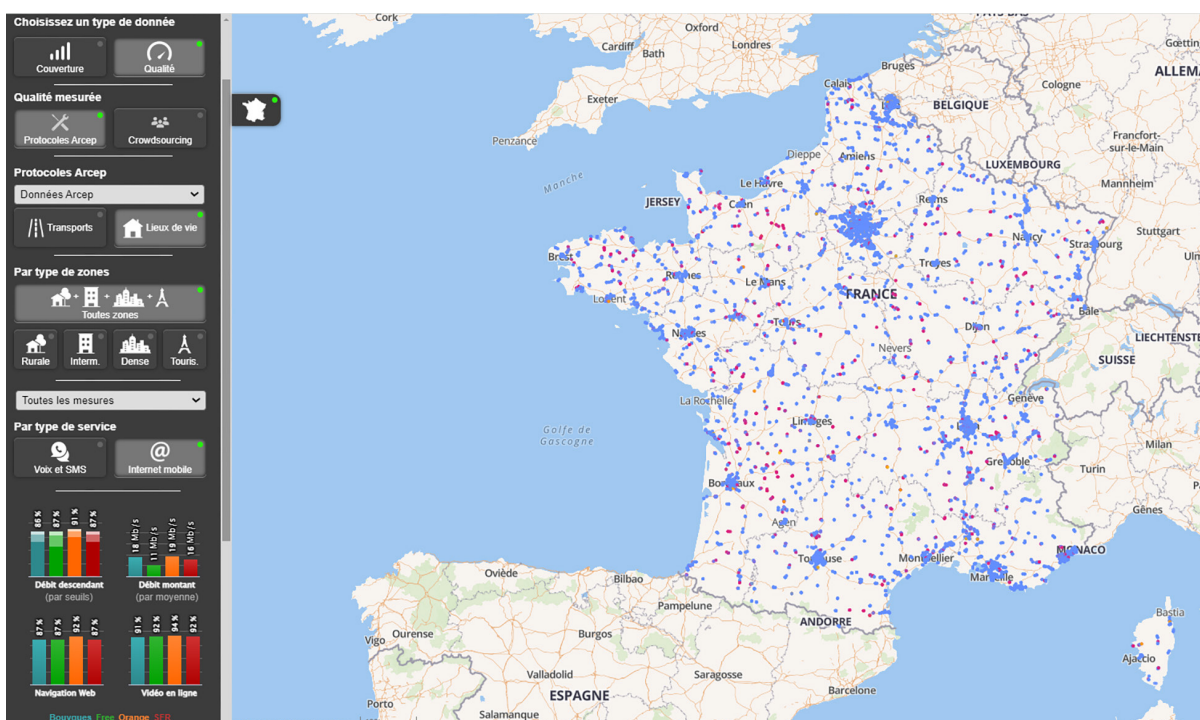 Choisissez un type de donnée
Couverture
Qualité
Qualité mesurée
Protocoles Arcep
Crowdsourcing
Protocoles Arcep
Données Arcep
Transports
Lieux de vie
Par type de zones
Toutes zones
Rurale
Interm.
Dense
Touris.
Toutes les mesures
Par type de service
Voix et SMS
Internet mobile
86 %
87 %
91 %
87 %
18 Mb/s
11 Mb/s
19 Mb/s
16 Mb/s
Débit descendant
(par seuils)
Débit montant
(par moyenne)
87 %
87 %
92 %
87 %
91 %
92 %
94 %
92 %
Navigation Web
Vidéo en ligne
Bouygues Free Orange SFR
Cork
Oxford
Cardiff
Bath
Londres
Exeter
Penzance
Manche
JERSEY
Calais
Bruges
BELGIQUE
Cologne
ALLEMA
Francfort-
sur-le-Main
Mannheim
LUXEMBOURG
Stuttgart
Ulm
Dieppe
Amiens
Le Havre
Caen
Reims
Nancy
Strasbourg
Brest
Rennes
Le Mans
Troyes
Lorient
FRANCE
Nantes
Tours
Dijon
Bâle
LIECHTENSTE
SUISSE
Nevers
La Rochelle
Limoges
Genève
Golfe de
Gascogne
Grenoble
Milan
Turin
Gênes
Bordeaux
Agen
Toulouse
Montpellier
Marseille
MONACO
Oviède
Bilbao
Pampelune
ANDORRE
Bastia
Ajaccio
Vigo
Ourense
Burgos
Valladolid
Saragosse
Barcelone
ESPAGNE
Porto
Salamanque